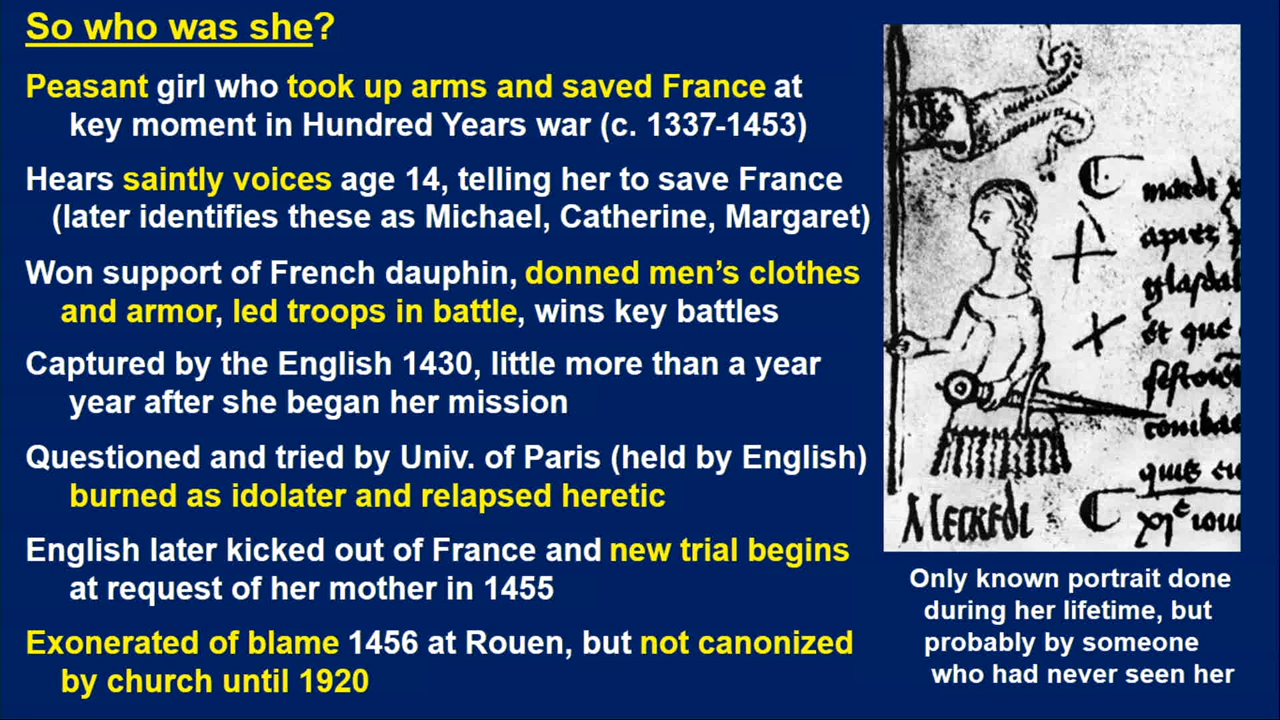 So who was she?
Peasant girl who took up arms and saved France at
key moment in Hundred Years war (c. 1337-1453)
Hears saintly voices age 14, telling her to save France
(later identifies these as Michael, Catherine, Margaret)
Won support of French dauphin, donned men's clothes
and armor, led troops in battle, wins key battles
Captured by the English 1430, little more than a year
year after she began her mission
Questioned and tried by Univ. of Paris (held by English)
burned as idolater and relapsed heretic
English later kicked out of France and new trial begins
at request of her mother in 1455
Exonerated of blame 1456 at Rouen, but not canonized
by church until 1920
mardi
apres
et que
Only known portrait done
during her lifetime, but
probably by someone
who had never seen her